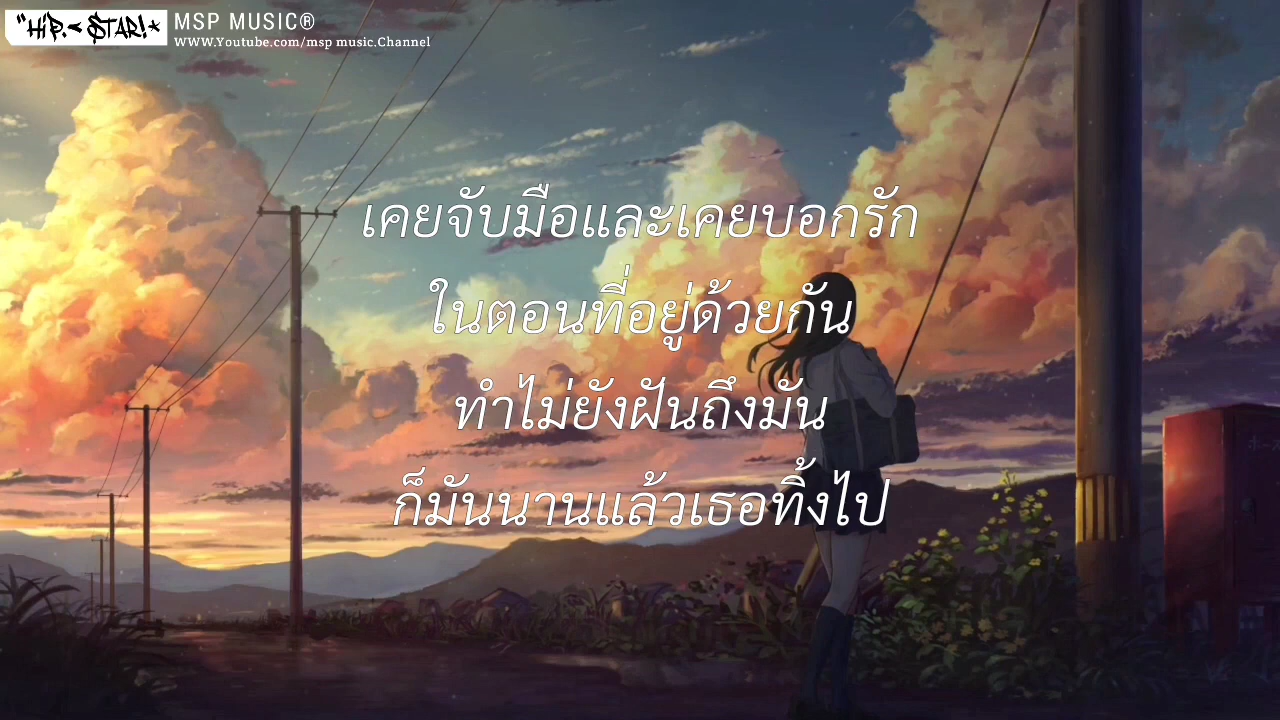 "HIP.< STAR!★
MSP MUSIC®
WWW.Youtube.com/msp music.Channel
เคยจับมือและเคยบอกรัก
ในตอนที่อยู่ด้วยกัน
ทำไม่ยังฝันถึงมัน
ก็มันนานแล้วเธอทิ้งไป